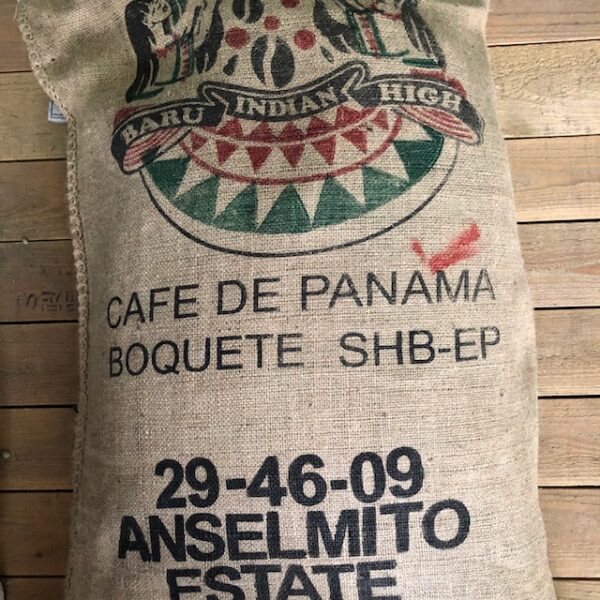 BARU INDIAN HIGH
CAFE DE PANAMA
BOQUETE SHB-EP
29-46-09
ANSELMITO
ESTATE